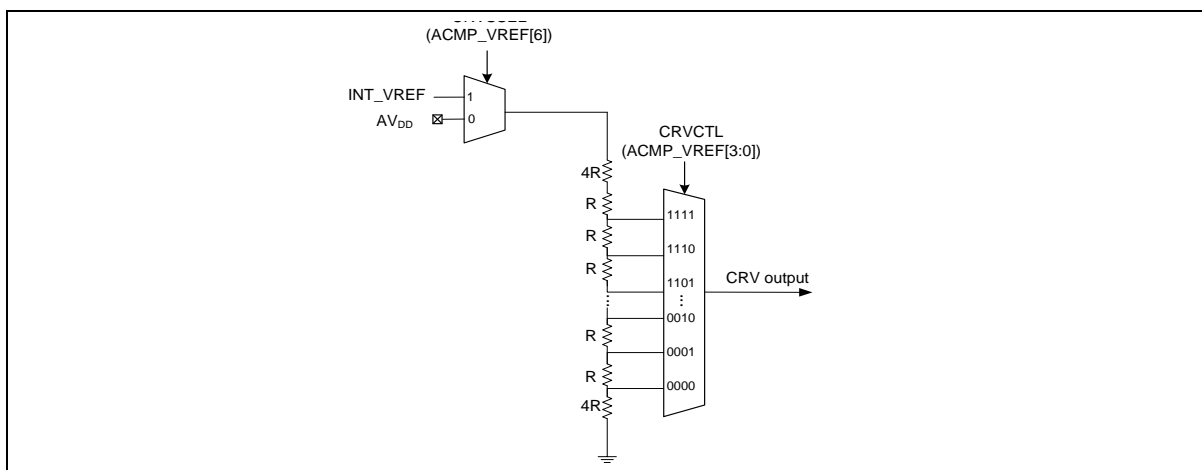 (ACMP_VREF[6])
INT_VREF
1
AVDD
0
CRVCTL
(ACMP_VREF[3:0])
4R
R
1111
R
1110
R
1101
...
0010
R
0001
R
0000
4R
CRV output